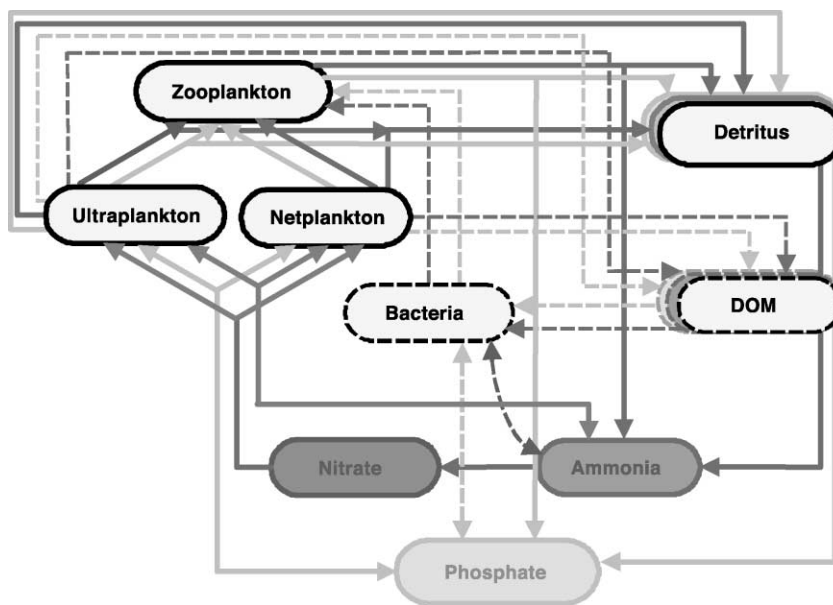 Zooplankton
Detritus
Ultraplankton
Netplankton
Bacteria
DOM
Nitrate
Ammonia
Phosphate